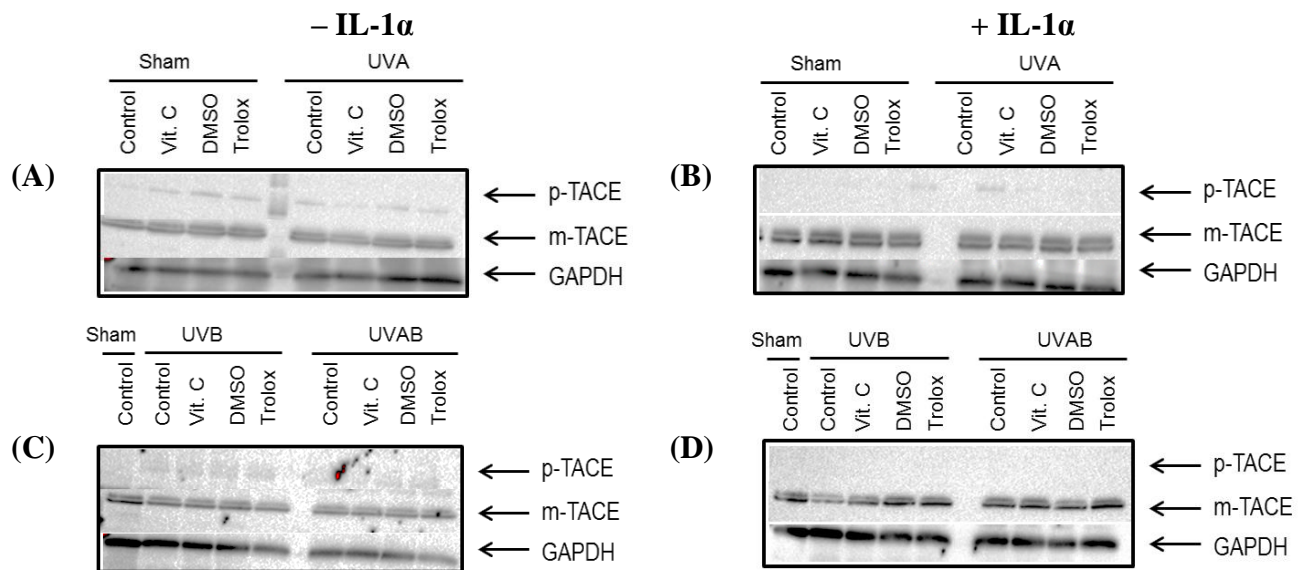 – IL-1α
Sham UVA
Control Vit. C DMSO Trolox Control Vit. C DMSO Trolox
(A)
p-TACE
m-TACE
GAPDH
+ IL-1α
Sham UVA
Control Vit. C DMSO Trolox Control Vit. C DMSO Trolox
(B)
p-TACE
m-TACE
GAPDH
Sham UVB UVAB
Control Control Vit. C DMSO Trolox Control Vit. C DMSO Trolox
(C)
p-TACE
m-TACE
GAPDH
Sham UVB UVAB
Control Control Vit. C DMSO Trolox Control Vit. C DMSO Trolox
(D)
p-TACE
m-TACE
GAPDH